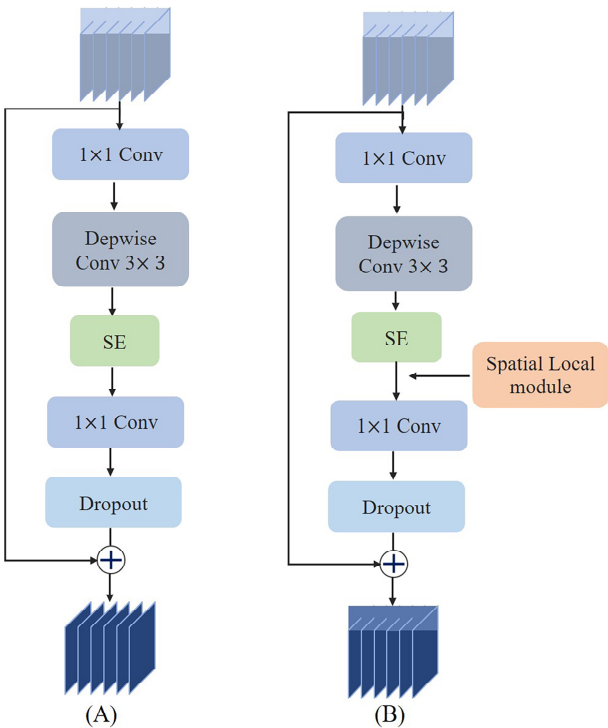 1×1 Conv
Depwise
Conv 3× 3
SE
1×1 Conv
Dropout
(A)
1×1 Conv
Depwise
Conv 3× 3
SE
Spatial Local
module
1×1 Conv
Dropout
(B)